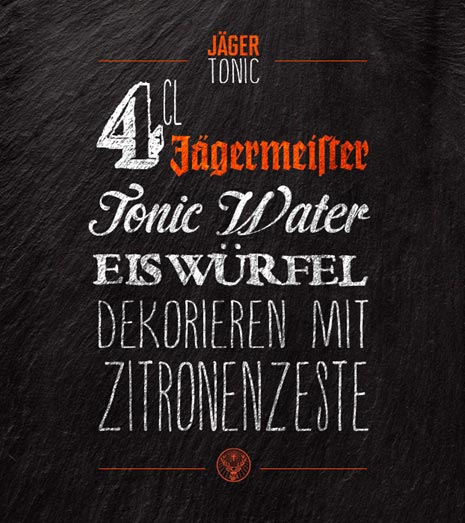 JÄGER
TONIC
4 CL
Jägermeiſter
Tonic Water
EISWÜRFEL
DEKORIEREN MIT
ZITRONENZESTE